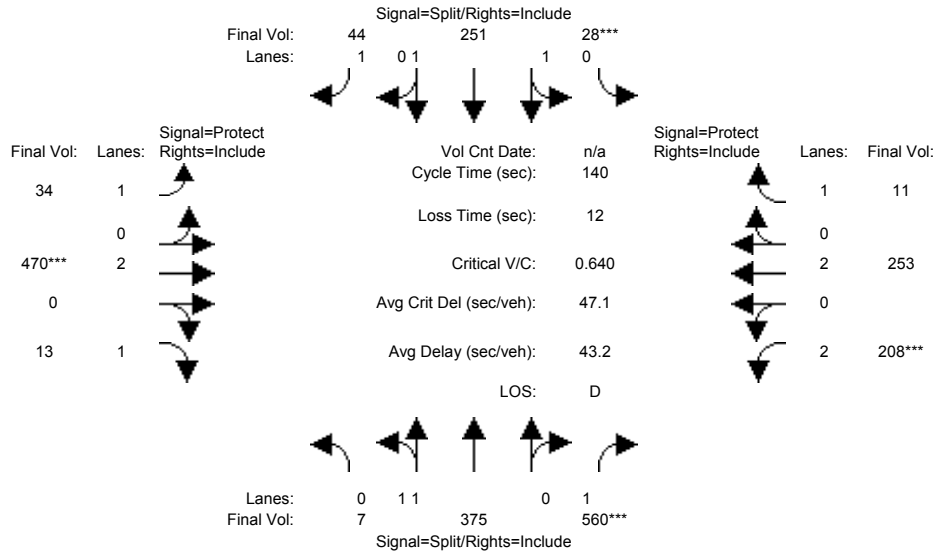 Signal=Split/Rights=Include
Final Vol: 44 251 28***
Lanes: 1 0 1 1 0
Signal=Protect Signal=Protect
Final Vol: Lanes: Rights=Include Vol Cnt Date: n/a Rights=Include Lanes: Final Vol:
Cycle Time (sec): 140
34 1 1 11
Loss Time (sec): 12
0 0
470*** 2 Critical V/C: 0.640 2 253
0 Avg Crit Del (sec/veh): 47.1 0
13 1 Avg Delay (sec/veh): 43.2 2 208***
LOS: D
Lanes: 0 1 1 0 1
Final Vol: 7 375 560***
Signal=Split/Rights=Include